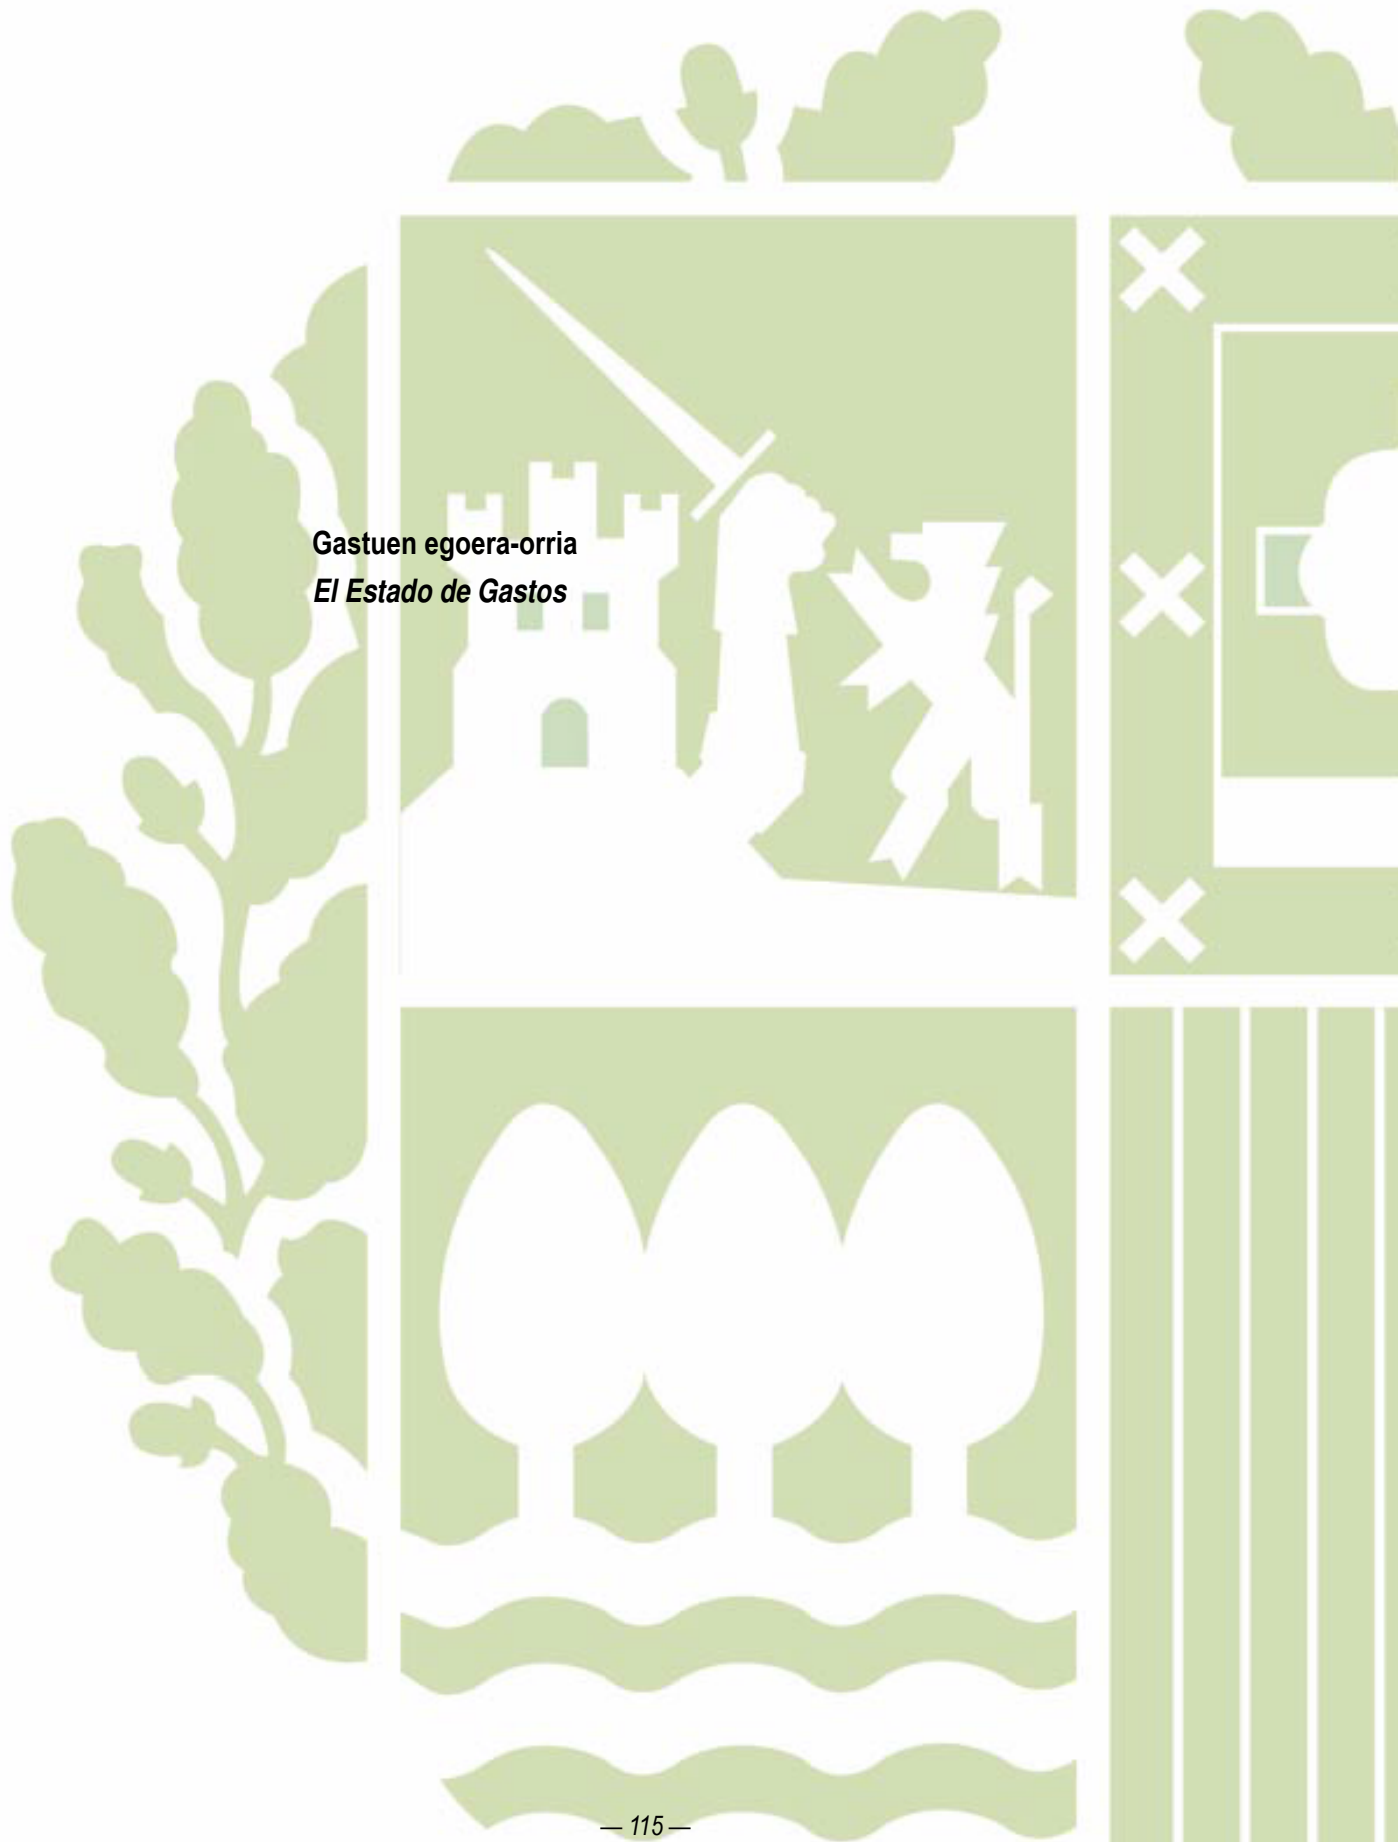 Gastuen egoera-orria
El Estado de Gastos
— 115 —